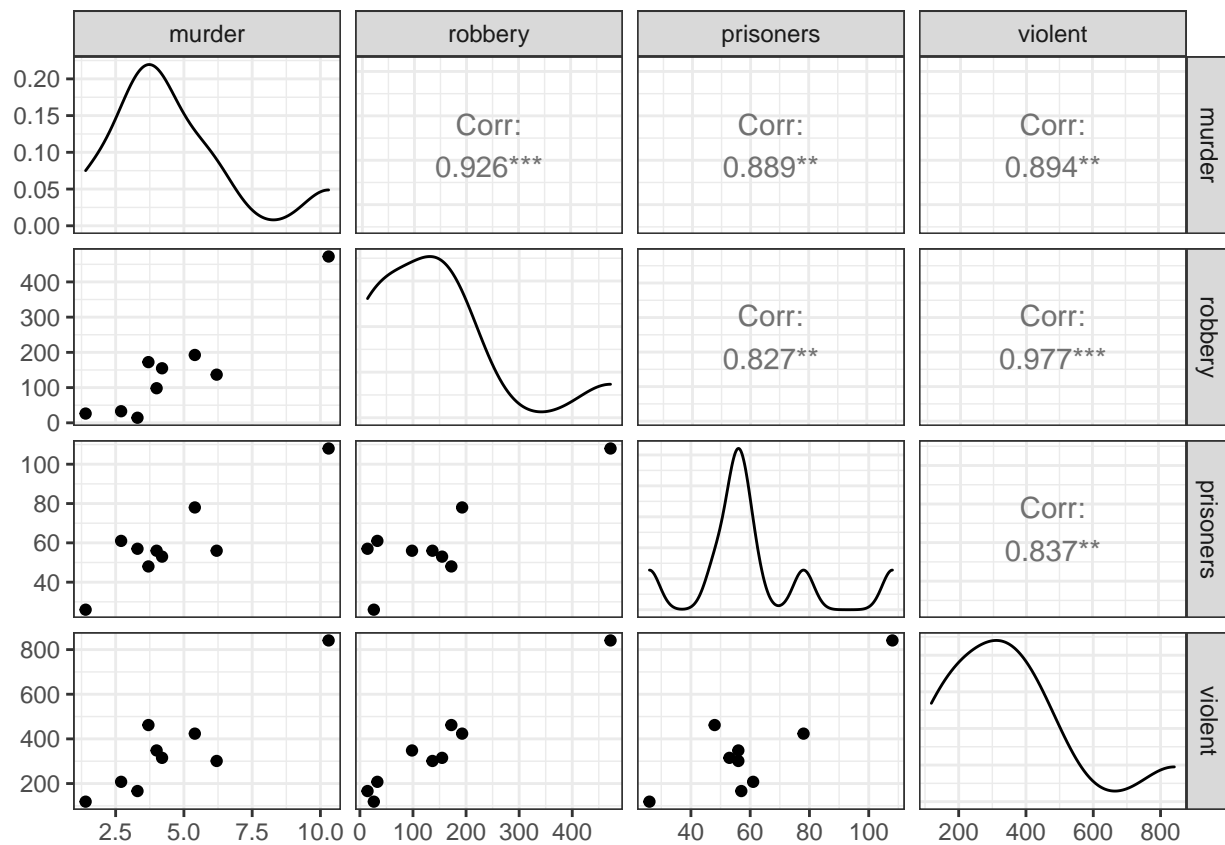 murder robbery prisoners violent
0.20
0.15
0.10
0.05
0.00
Corr:
0.926***
Corr:
0.889**
Corr:
0.894**
murder
400
300
200
100
0
Corr:
0.827**
Corr:
0.977***
robbery
100
80
60
40
Corr:
0.837**
prisoners
800
600
400
200
violent
2.5 5.0 7.5 10.0 0 100 200 300 400 40 60 80 100 200 400 600 800